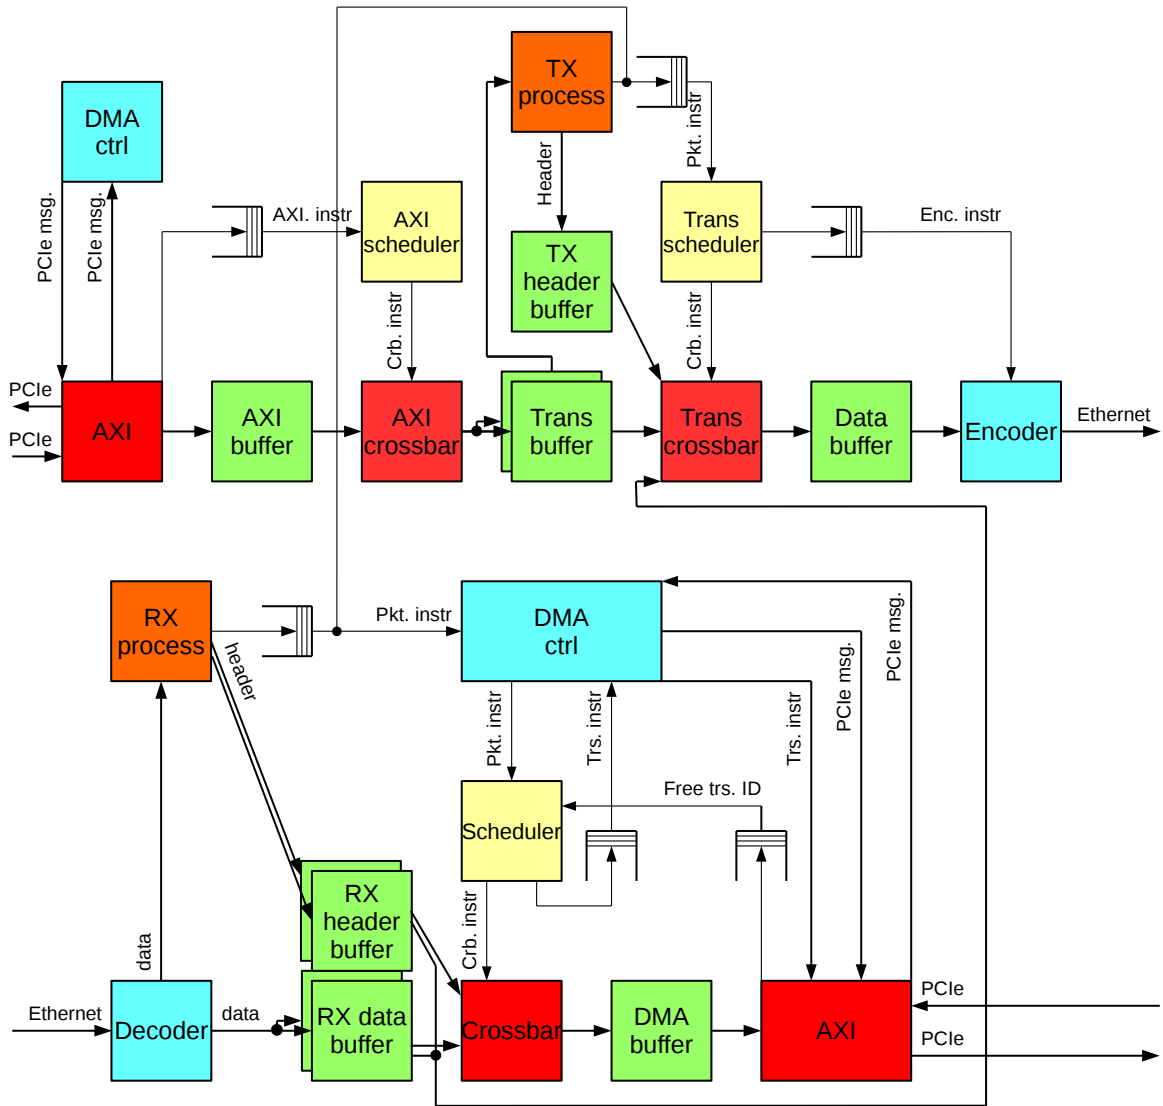 TX
process
Pkt. instr
DMA
ctrl
Header
PCIe msg.
PCIe msg.
AXI. instr
AXI
scheduler
Trans
scheduler
Enc. instr
TX
header
buffer
Crb. instr
Crb. instr
PCIe
PCIe
AXI
AXI
buffer
AXI
crossbar
Trans
buffer
Trans
crossbar
Data
buffer
Encoder
Ethernet
RX
process
header
Pkt. instr
DMA
ctrl
PCIe msg.
PCIe msg.
Pkt. instr
Trs. instr
Trs. instr
Free trs. ID
Scheduler
RX
header
buffer
Crb. instr
data
Ethernet
Decoder
data
RX data
buffer
Crossbar
DMA
buffer
AXI
PCIe
PCIe